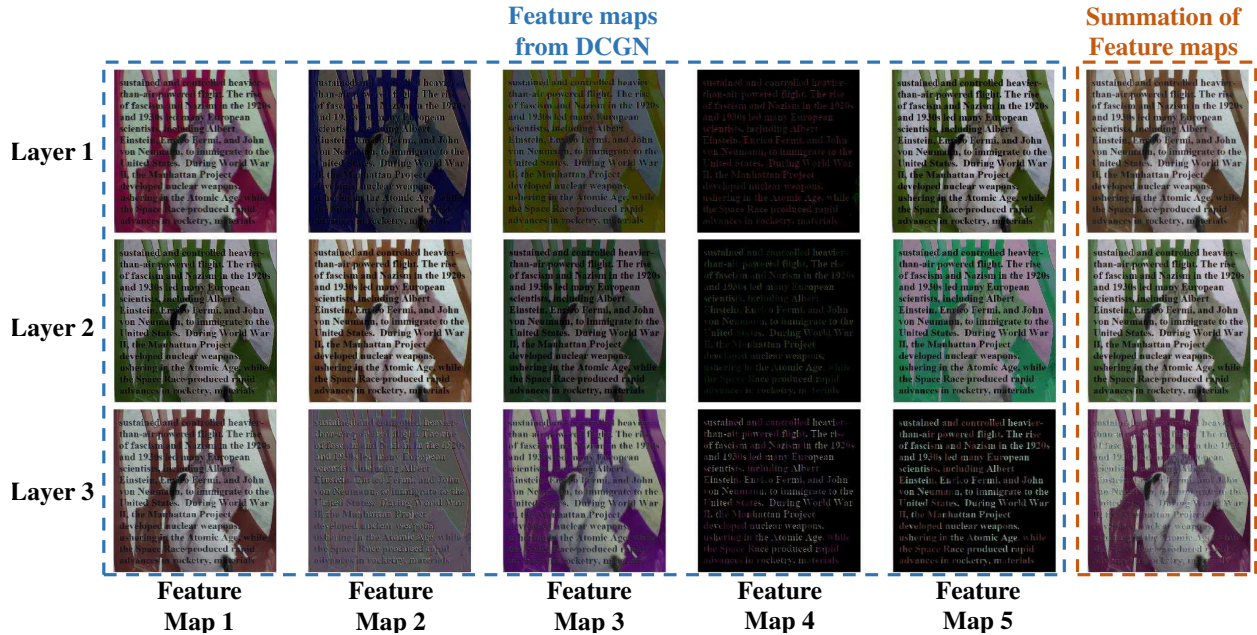 Feature maps
from DCGN
Summation of
Feature maps
Layer 1
sustained and controlled heavier-
than-air powered flight. The rise
of fascism and Nazism in the 1920s
and 1930s led many European
scientists, including Albert
Einstein, Enrico Fermi, and John
von Neumann, to immigrate to the
United States. During World War
II, the Manhattan Project
developed nuclear weapons,
ushering in the Atomic Age, while
the Space Race produced rapid
advances in rocketry, materials
Layer 2
Layer 3
Feature
Map 1
Feature
Map 2
Feature
Map 3
Feature
Map 4
Feature
Map 5